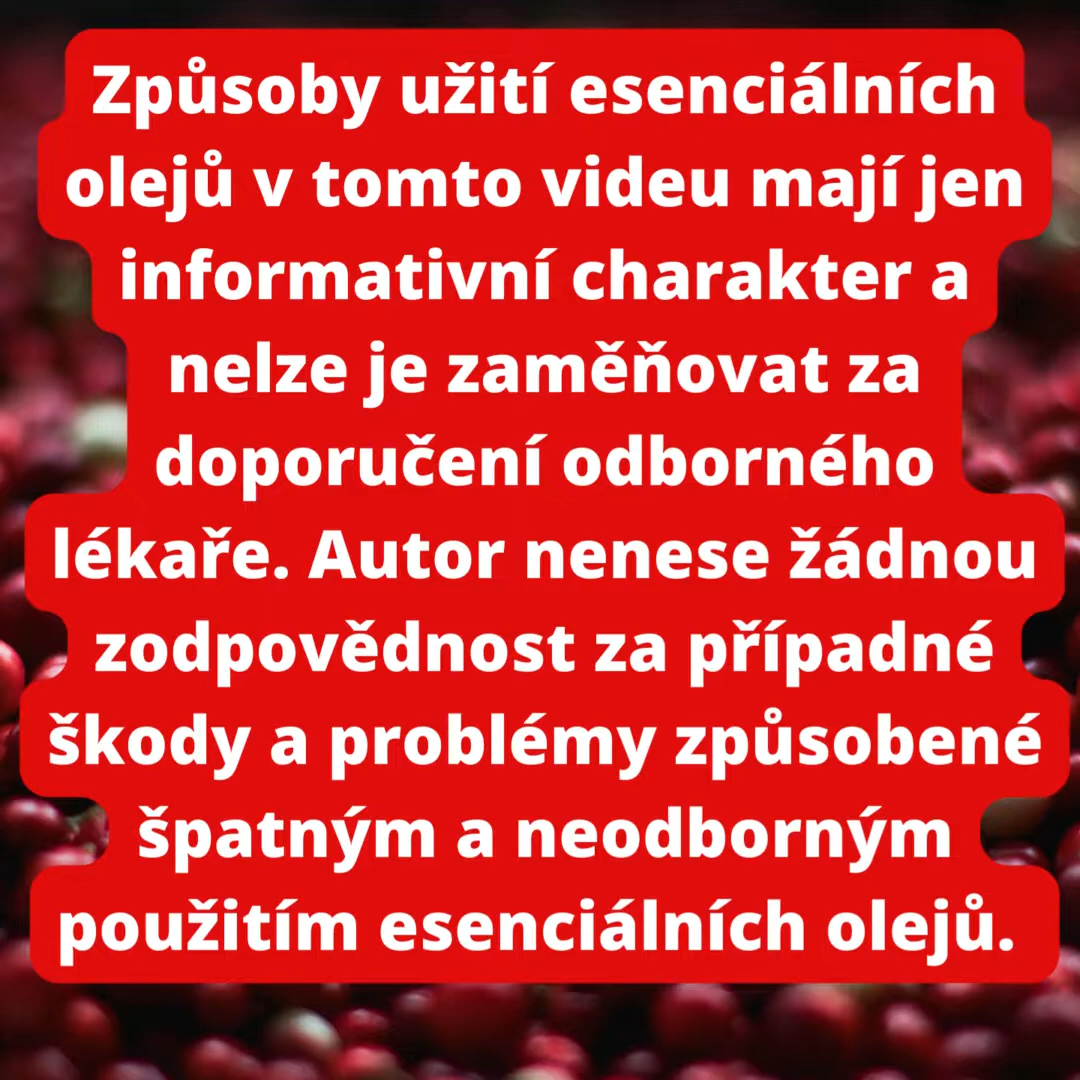 Způsoby užití esenciálních
olejů v tomto videu mají jen
informativní charakter a
nelze je zaměňovat za
doporučení odborného
lékaře. Autor nenese žádnou
zodpovědnost za případné
škody a problémy způsobené
špatným a neodborným
použitím esenciálních olejů.